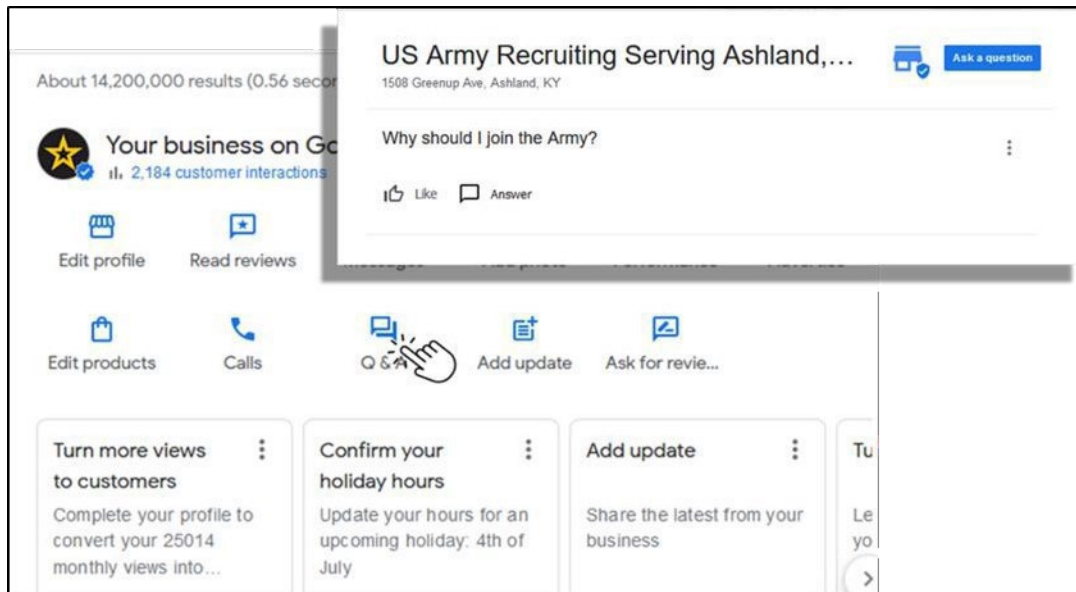 US Army Recruiting Serving Ashland,...
1508 Greenup Ave, Ashland, KY
Ask a question
Why should I join the Army?
Like Answer
About 14,200,000 results (0.56 secon
Your business on Go
2,184 customer interactions
Edit profile Read reviews
Edit products Calls Q & A Add update Ask for revie...
Turn more views
to customers
Complete your profile to
convert your 25014
monthly views into...
Confirm your
holiday hours
Update your hours for an
upcoming holiday: 4th of
July
Add update
Share the latest from your
business
Tu
Le
yo